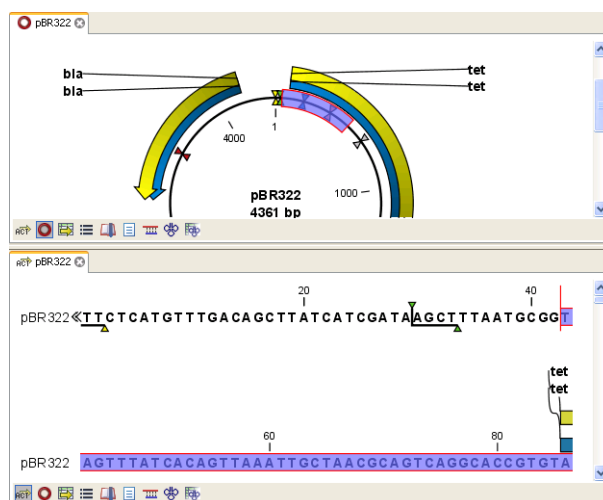 pBR322
bla
bla
tet
tet
4000
1
1000
pBR322
4361 bp
pBR322
20
40
pBR322 TTCTCATGTTTGACAGCTTATCATCGATAAGCTTTAATGCGGT
tet
tet
60
80
pBR322 AGTTTATCACAGTTAAATTGCTAACGCAGTCAGGCACCGTGTA